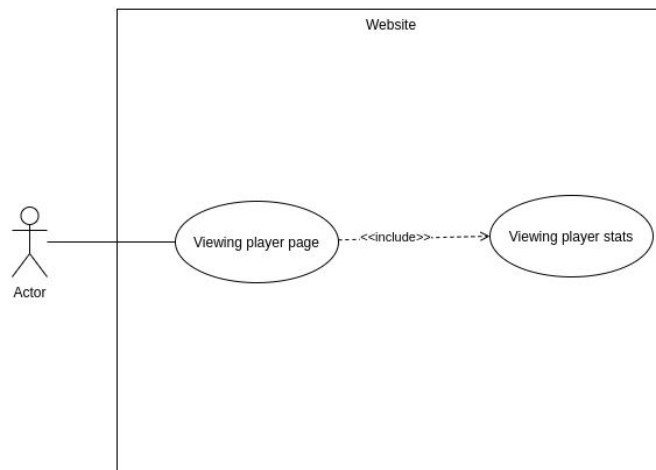 Website
Viewing player page
<<include>>
Viewing player stats
Actor